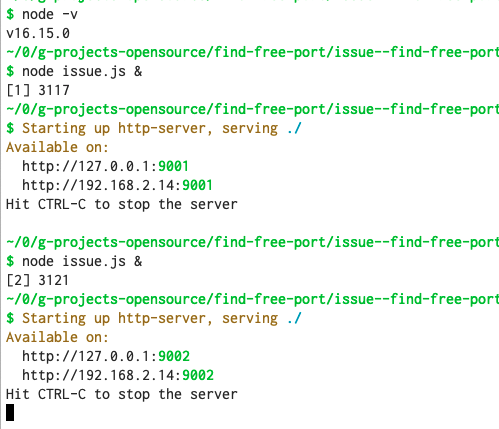 $ node -v
v16.15.0
~/0/g-projects-opensource/find-free-port/issue--find-free-port
$ node issue.js &
[1] 3117
~/0/g-projects-opensource/find-free-port/issue--find-free-port
$ Starting up http-server, serving ./
Available on:
http://127.0.0.1:9001
http://192.168.2.14:9001
Hit CTRL-C to stop the server
~/0/g-projects-opensource/find-free-port/issue--find-free-port
$ node issue.js &
[2] 3121
~/0/g-projects-opensource/find-free-port/issue--find-free-port
$ Starting up http-server, serving ./
Available on:
http://127.0.0.1:9002
http://192.168.2.14:9002
Hit CTRL-C to stop the server